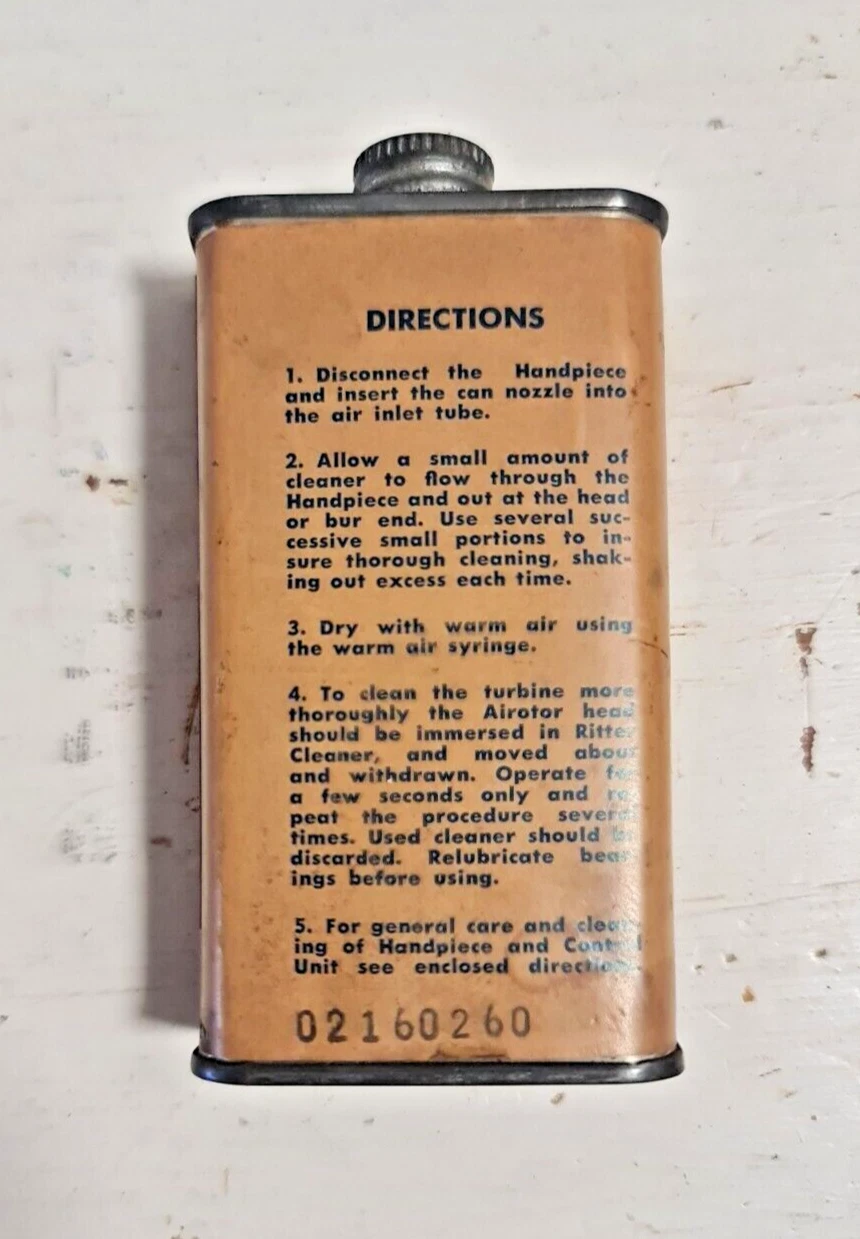 DIRECTIONS
1. Disconnect the Handpiece
and insert the can nozzle into
the air inlet tube.
2. Allow a small amount of
cleaner to flow through the
Handpiece and out at the head
or bur end. Use several suc-
cessive small portions to in-
sure thorough cleaning, shak-
ing out excess each time.
3. Dry with warm air using
the warm air syringe.
4. To clean the turbine more
thoroughly the Airotor head
should be immersed in Ritter
Cleaner, and moved about
and withdrawn. Operate for
a few seconds only and re-
peat the procedure several
times. Used cleaner should be
discarded. Relubricate bear-
ings before using.
5. For general care and clean-
ing of Handpiece and Control
Unit see enclosed directions.
02160260